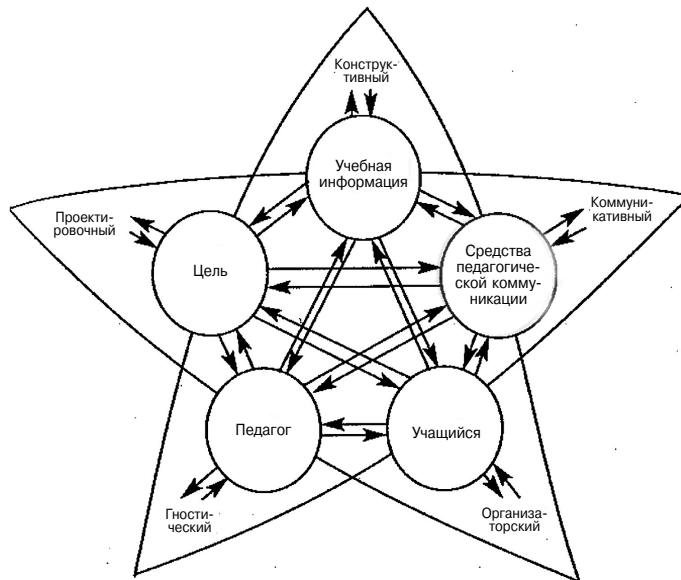 Конструк-
тивный
Учебная
информация
Проекти-
ровочный
Коммуни-
кативный
Цель
Средства
педагогиче-
ской комму-
никации
Педагог
Учащийся
Гности-
ческий
Организа-
торский